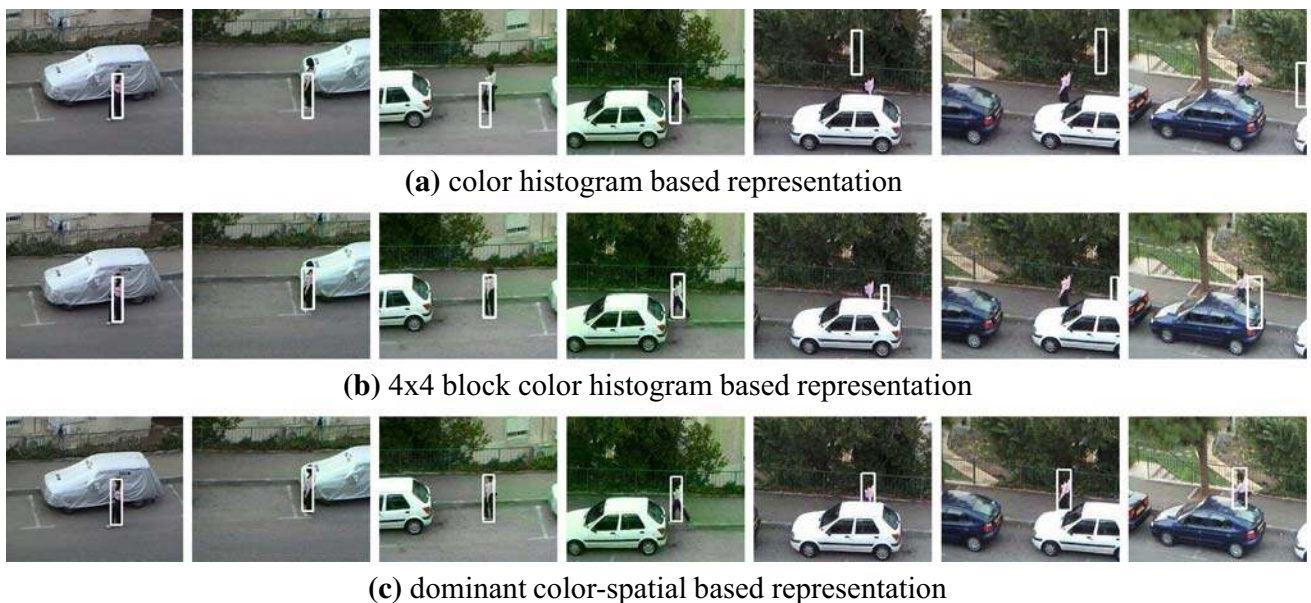 (a) color histogram based representation
(b) 4x4 block color histogram based representation
(c) dominant color-spatial based representation